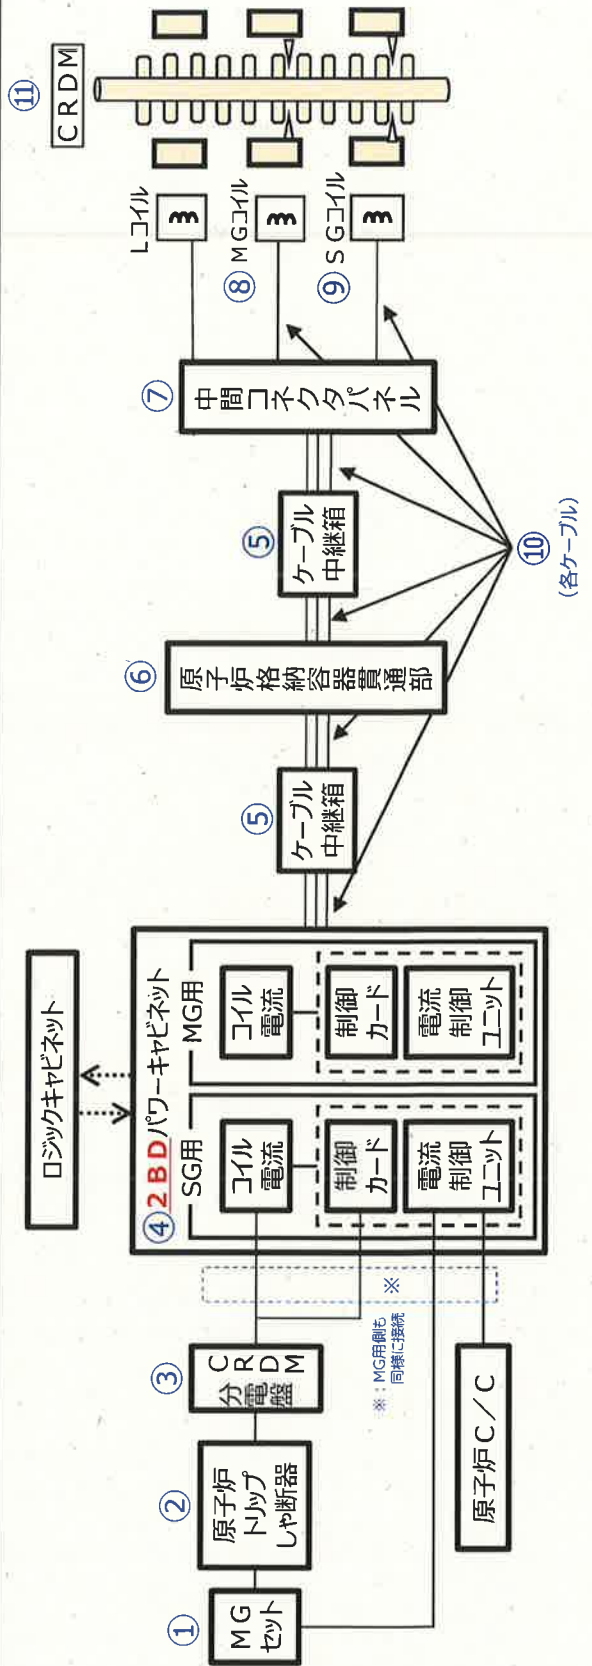 ①
MG
セット
②
原子炉
トリップ
しゃ断器
③
CRDM
分電盤
※
※：MG用側も
同様に接続
原子炉C／C
ロジックキャビネット
④2BDパワーキャビネット
SG用
コイル
電流
制御
カード
電流
制御
ユニット
MG用
コイル
電流
制御
カード
電流
制御
ユニット
⑤
ケーブル
中継箱
⑥
原子炉格納容器貫通部
⑤
ケーブル
中継箱
⑦
中間コネクタパネル
⑩
(各ケーブル)
Lコイル
⑧
MGコイル
⑨
SGコイル
⑪
CRDM